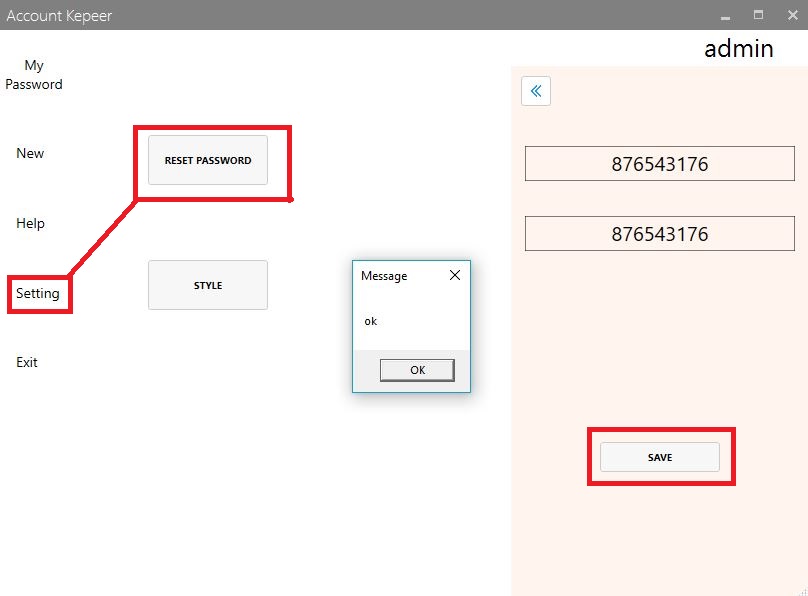 Account Kepeer
admin
My
Password
New
Help
Setting
Exit
RESET PASSWORD
STYLE
Message
ok
OK
876543176
876543176
SAVE